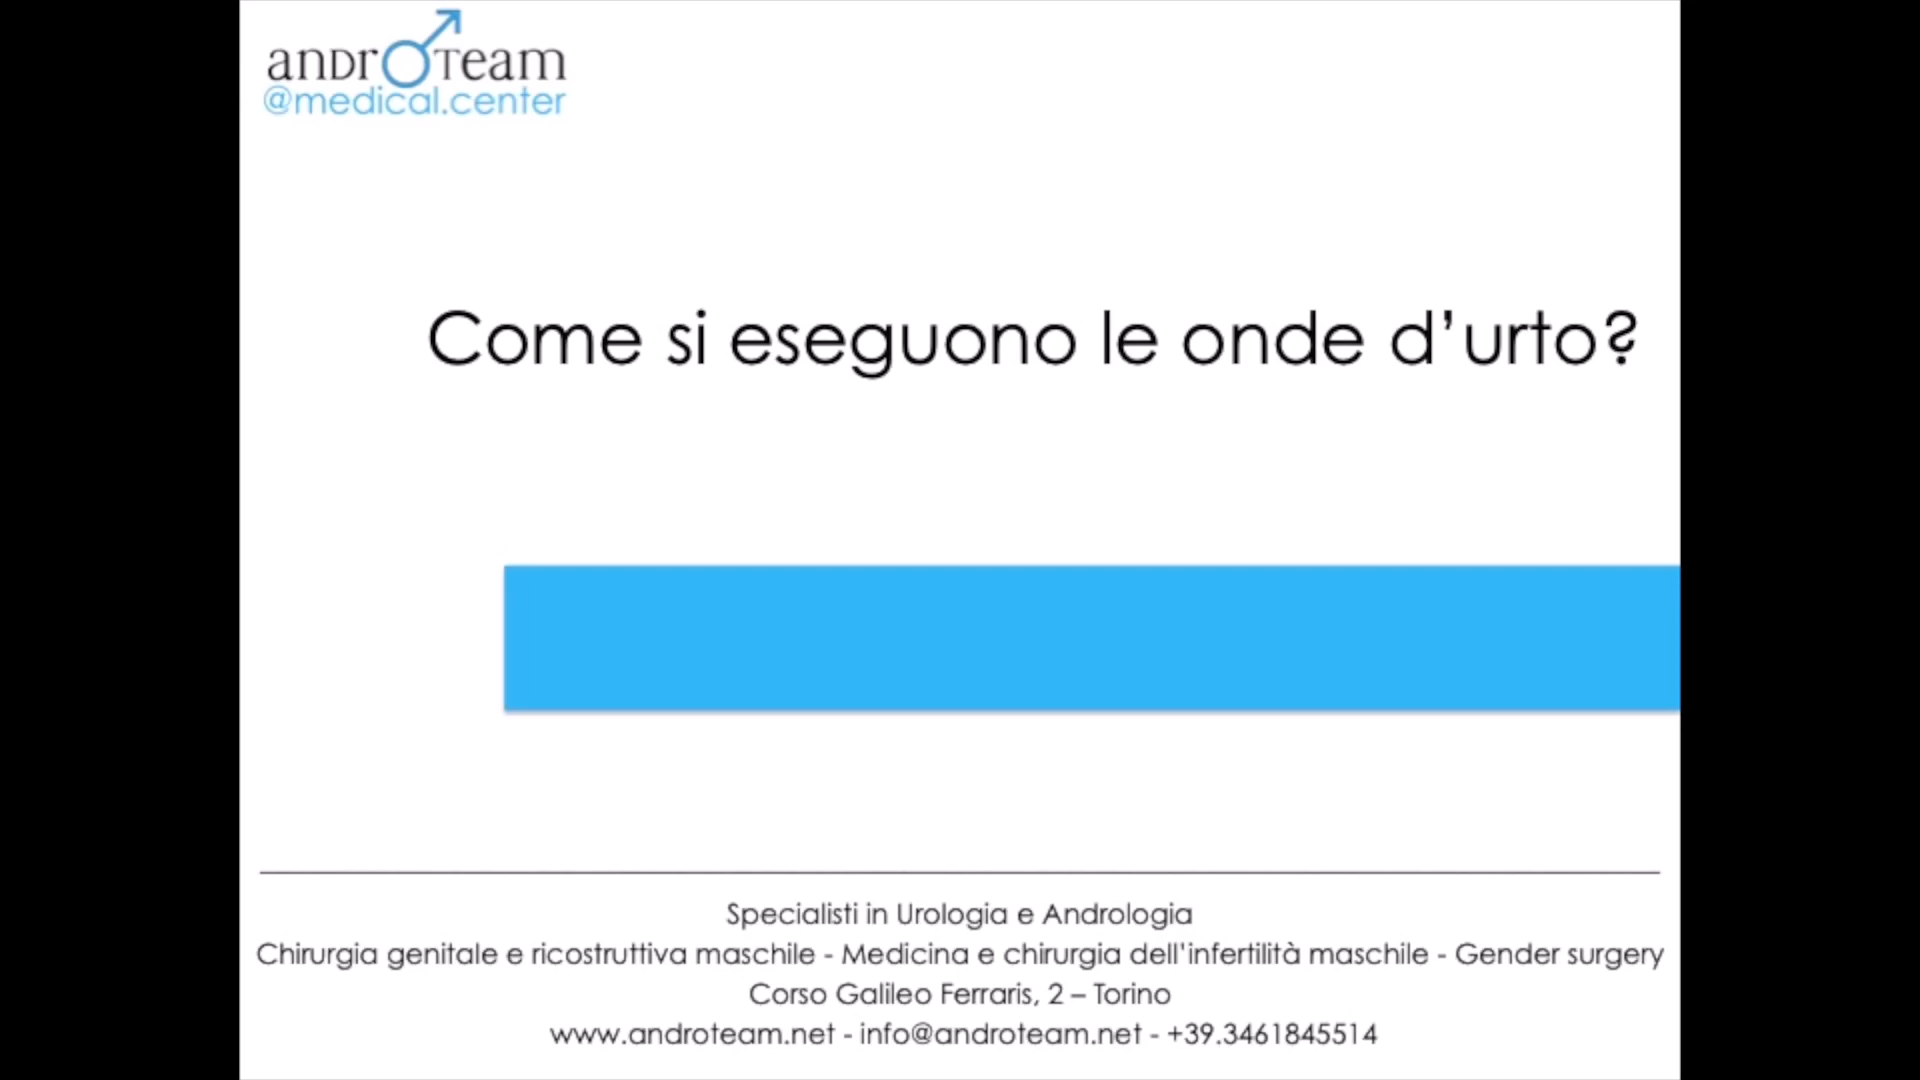 androTeam
@medical.center
Come si eseguono le onde d’urto?
Specialisti in Urologia e Andrologia
Chirurgia genitale e ricostruttiva maschile - Medicina e chirurgia dell’infertilità maschile - Gender surgery
Corso Galileo Ferraris, 2 – Torino
www.androteam.net - info@androteam.net - +39.3461845514